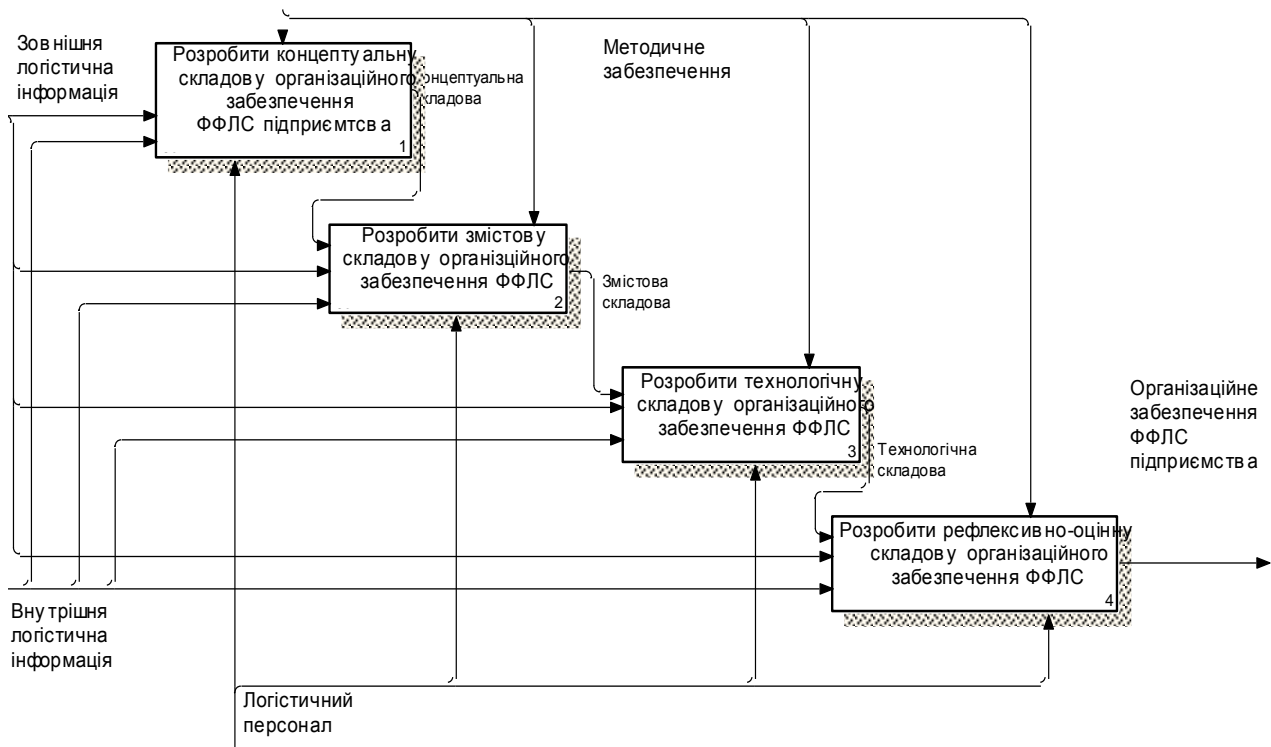 Зовнішня
логістична
інформація
Розробити концептуальну
складову організаційного
забезпечення
ФФЛС підприємтсва
1
онцептуальна
кладова
Методичне
забезпечення
Розробити змістову
складову організційного
забезпечення ФФЛС
2
Змістова
складова
Розробити технологічну
складову організаційного
забезпечення ФФЛС
3
Технологічна
складова
Організаційне
забезпечення
ФФЛС
підприємства
Розробити рефлексивно-оцінну
складову організаційного
забезпечення ФФЛС
4
Внутрішня
логістична
інформація
Логістичний
персонал